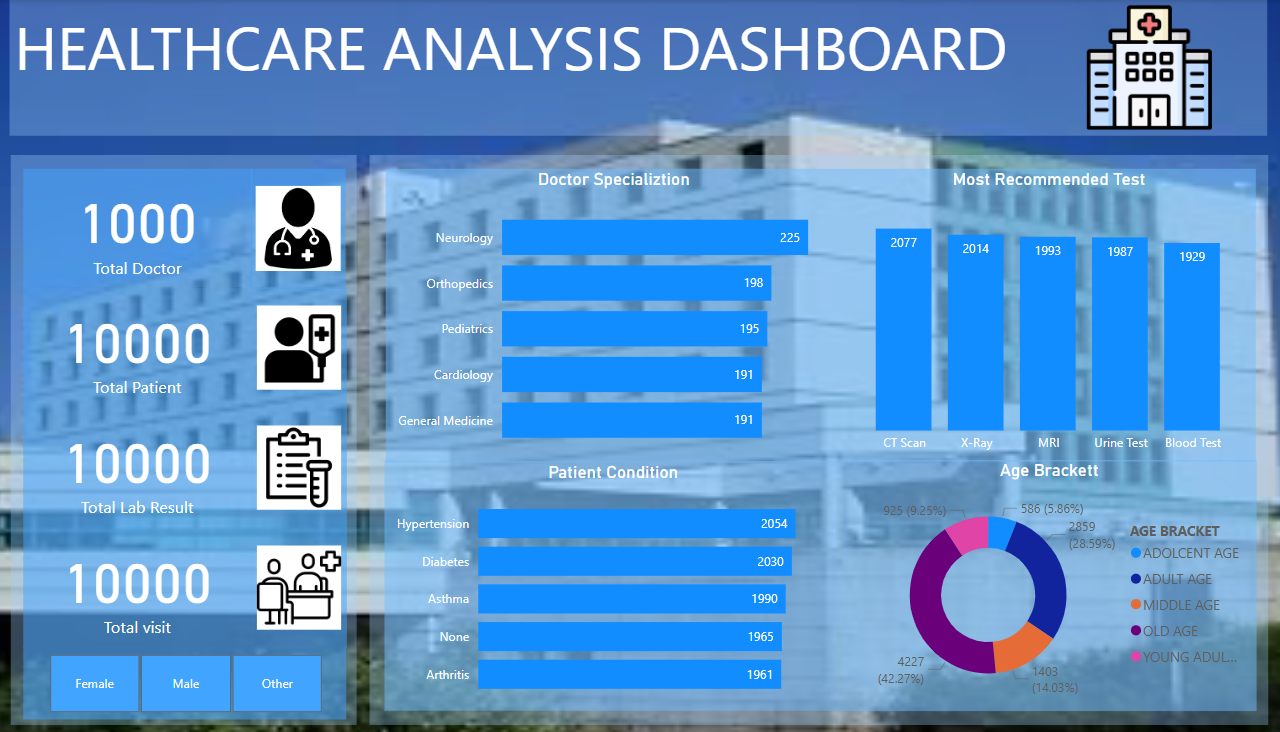 HEALTHCARE ANALYSIS DASHBOARD
1000
Total Doctor
10000
Total Patient
10000
Total Lab Result
10000
Total visit
Female
Male
Other
Doctor Specializtion
Neurology 225
Orthopedics 198
Pediatrics 195
Cardiology 191
General Medicine 191
Most Recommended Test
2077 2014 1993 1987 1929
CT Scan X-Ray MRI Urine Test Blood Test
Patient Condition
Hypertension 2054
Diabetes 2030
Asthma 1990
None 1965
Arthritis 1961
Age Brackett
925 (9.25%)
586 (5.86%)
2859
(28.59%)
4227
(42.27%)
1403
(14.03%)
AGE BRACKET
ADOLCENT AGE
ADULT AGE
MIDDLE AGE
OLD AGE
YOUNG ADUL...